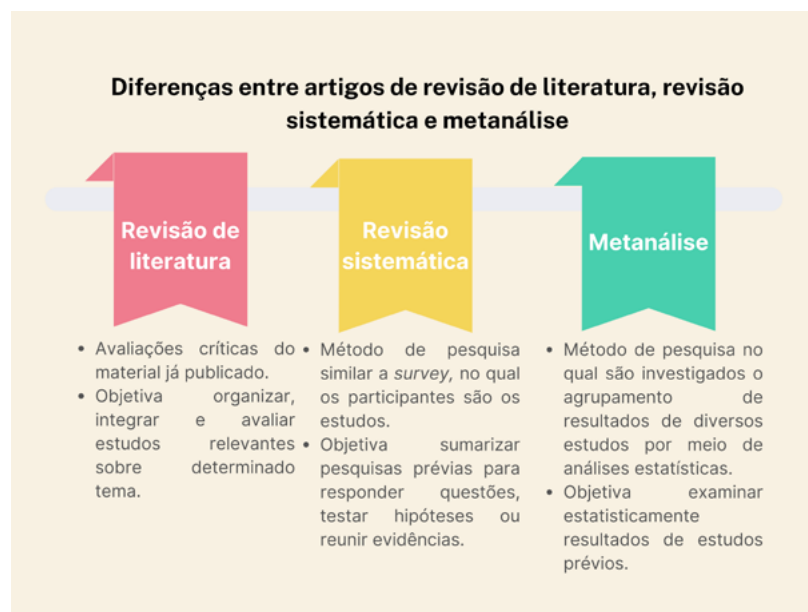 Diferenças entre artigos de revisão de literatura, revisão
sistemática e metanálise
Revisão de
literatura
• Avaliações críticas do
material já publicado.
• Objetiva organizar,
integrar e avaliar
estudos relevantes
sobre determinado
tema.
Revisão
sistemática
• Método de pesquisa
similar a survey, no qual
os participantes são os
estudos.
• Objetiva sumarizar
pesquisas prévias para
responder questões,
testar hipóteses ou
reunir evidências.
Metanálise
• Método de pesquisa no
qual são investigados o
agrupamento de
resultados de diversos
estudos por meio de
análises estatísticas.
• Objetiva examinar
estatisticamente
resultados de estudos
prévios.